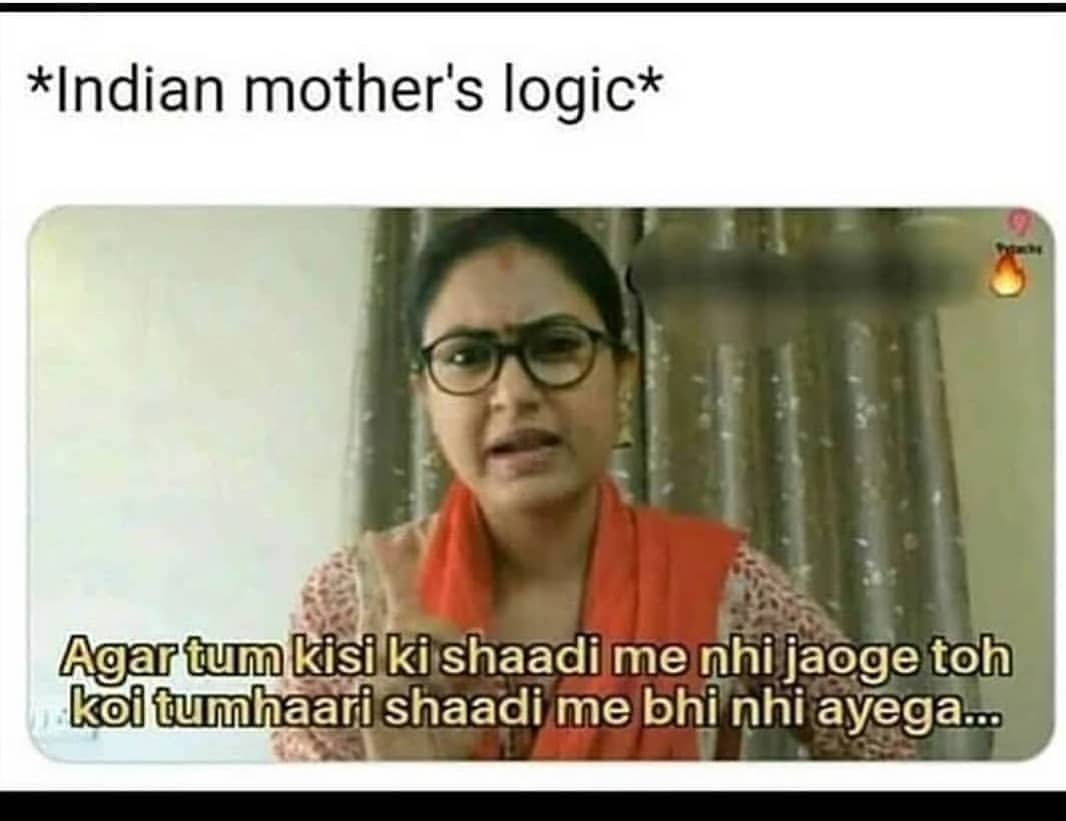 *Indian mother's logic*
Agar tum kisi ki shaadi me nhi jaoge toh
koi tumhaari shaadi me bhi nhi ayega...